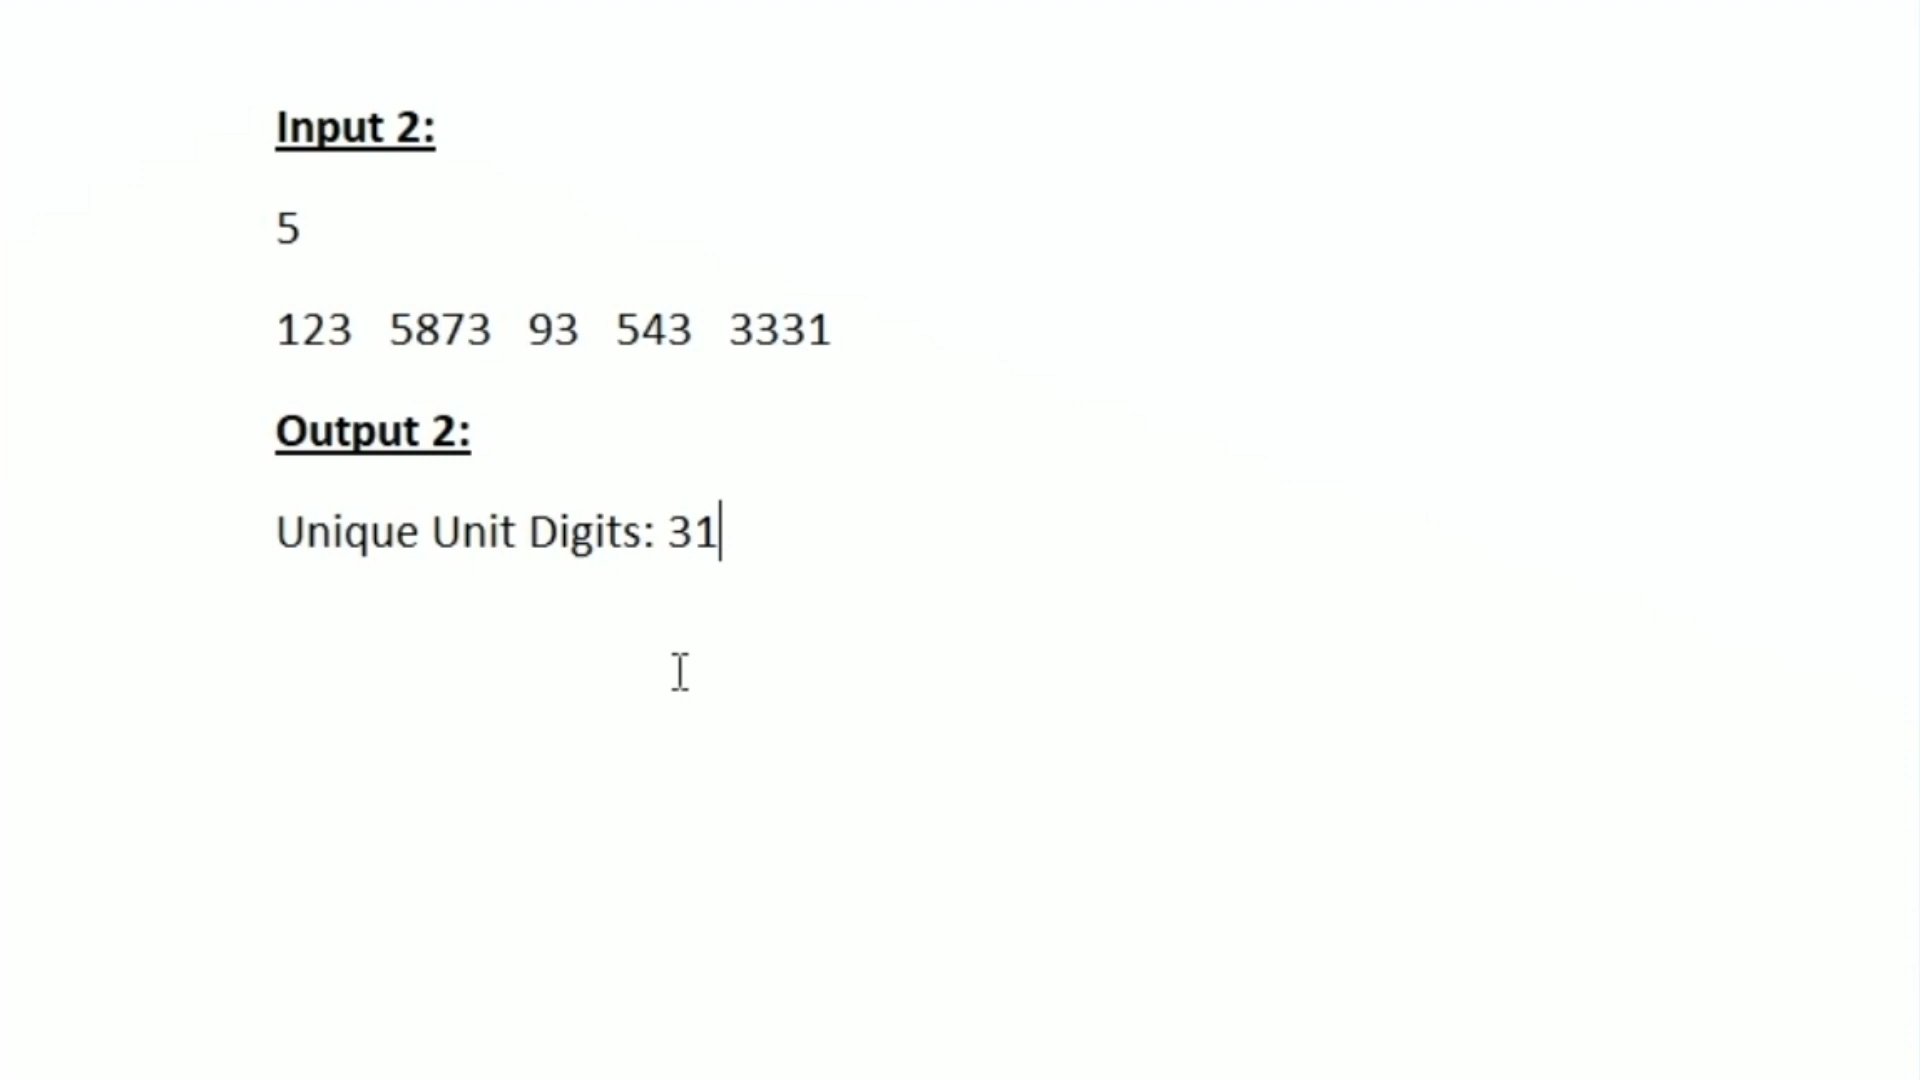 Input 2:
5
123 5873 93 543 3331
Output 2:
Unique Unit Digits: 31